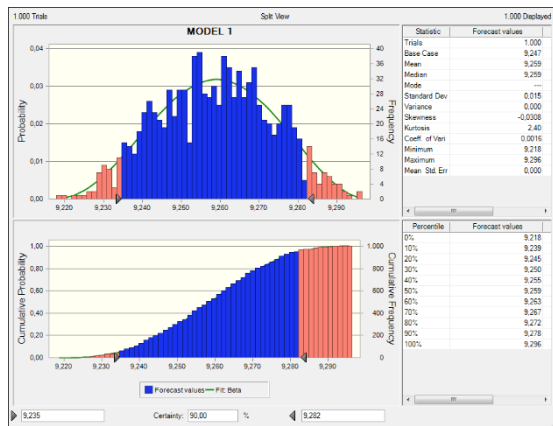 1.000 Trials Split View 1.000 Displayed
MODEL 1
0,04 40
36
0,03 32
28
24
0,02 20
16
0,01 12
8
4
0,00 0
Probability
Frequency
9,220 9,230 9,240 9,250 9,260 9,270 9,280 9,290
Statistic Forecast values
Trials 1.000
Base Case 9,247
Mean 9,259
Median 9,259
Mode ---
Standard Dev 0,015
Variance 0,000
Skewness -0,0308
Kurtosis 2,40
Coeff. of Vari 0,0016
Minimum 9,218
Maximum 9,296
Mean Std. Err 0,000
1,00 1.000
0,80 800
0,60 600
0,40 400
0,20 200
0,00 0
Cumulative Probability
Cumulative Frequency
9,220 9,230 9,240 9,250 9,260 9,270 9,280 9,290
Forecast values Fit: Beta
Percentile Forecast values
0% 9,218
10% 9,239
20% 9,245
30% 9,250
40% 9,255
50% 9,259
60% 9,263
70% 9,267
80% 9,272
90% 9,278
100% 9,296
9,235 Certainty: 90,00 % 9,282